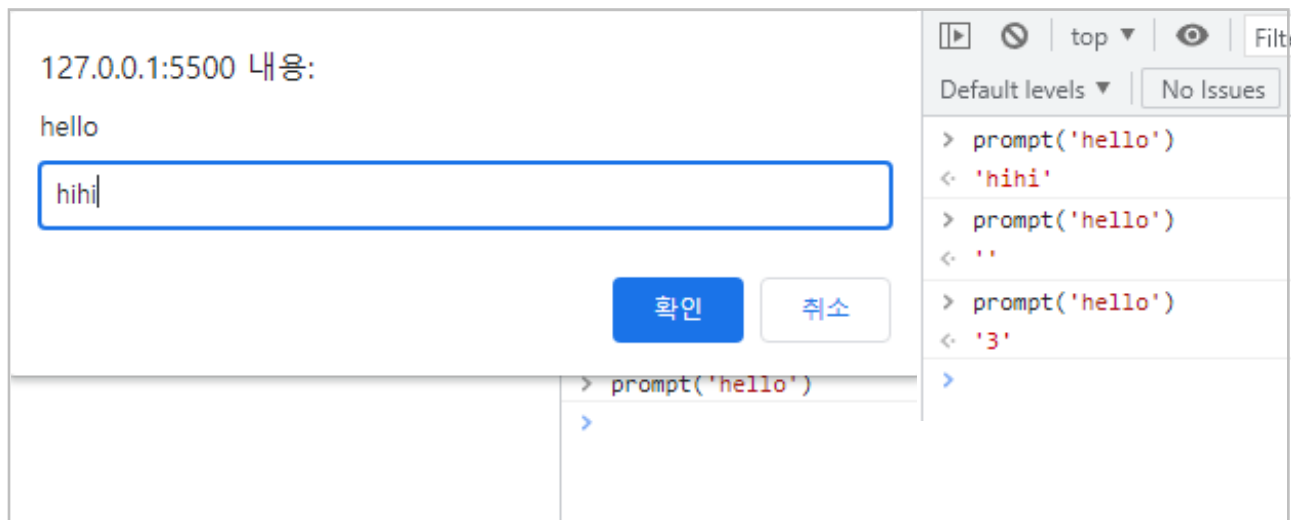 127.0.0.1:5500 내용:
hello
hihi
확인 취소
> prompt('hello')
>
top ▼
Default levels ▼ No Issues
> prompt('hello')
<· 'hihi'
> prompt('hello')
<· ''
> prompt('hello')
<· '3'
>